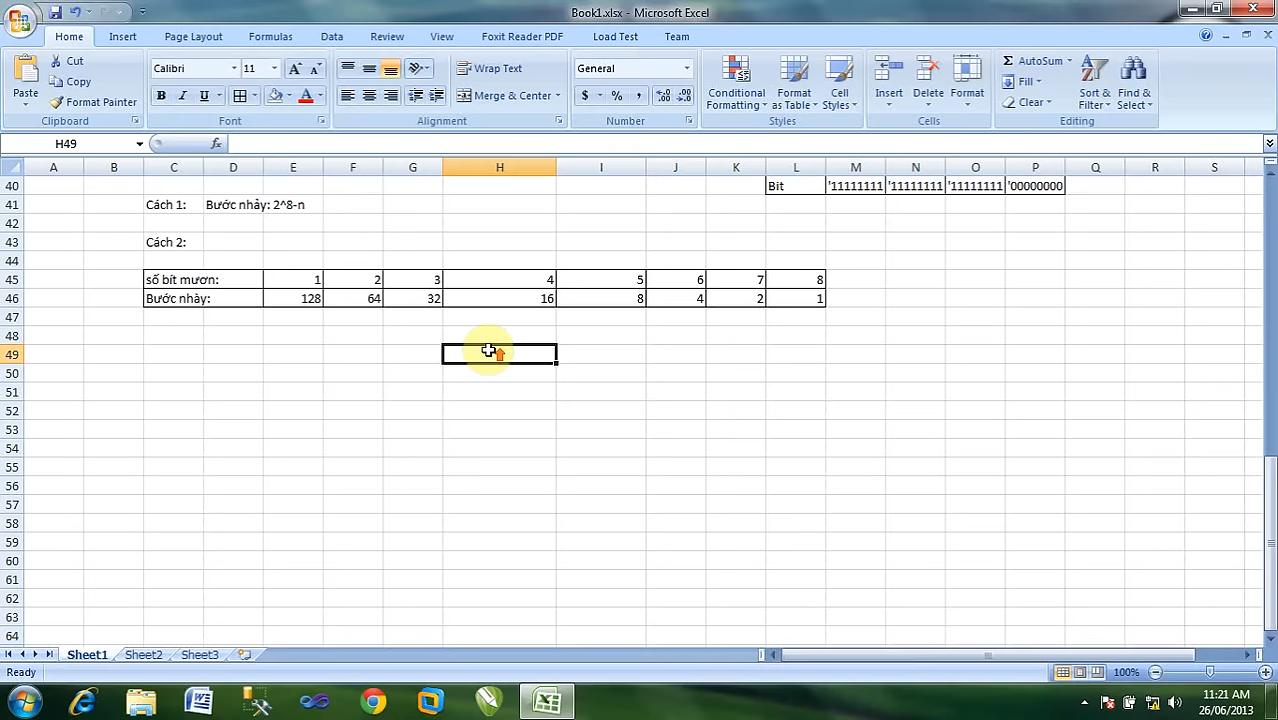 Book1.xlsx - Microsoft Excel
Home Insert Page Layout Formulas Data Review View Foxit Reader PDF Load Test Team
Paste Cut Copy Format Painter Clipboard
Calibri 11 B I U Font
Wrap Text Merge & Center Alignment
General $ % , Number
Conditional Formatting Format as Table Cell Styles Styles
Insert Delete Format Cells
AutoSum Fill Clear Sort & Filter Find & Select Editing
H49 fx
A B C D E F G H I J K L M N O P Q R S
40 Bit '11111111 '11111111 '11111111 '00000000
41 Cách 1: Bước nhảy: 2^8-n
42
43 Cách 2:
44
45 số bít mươn: 1 2 3 4 5 6 7 8
46 Bước nhày: 128 64 32 16 8 4 2 1
47
48
49
50
51
52
53
54
55
56
57
58
59
60
61
62
63
64
Sheet1 Sheet2 Sheet3
Ready 100%
11:21 AM
26/06/2013